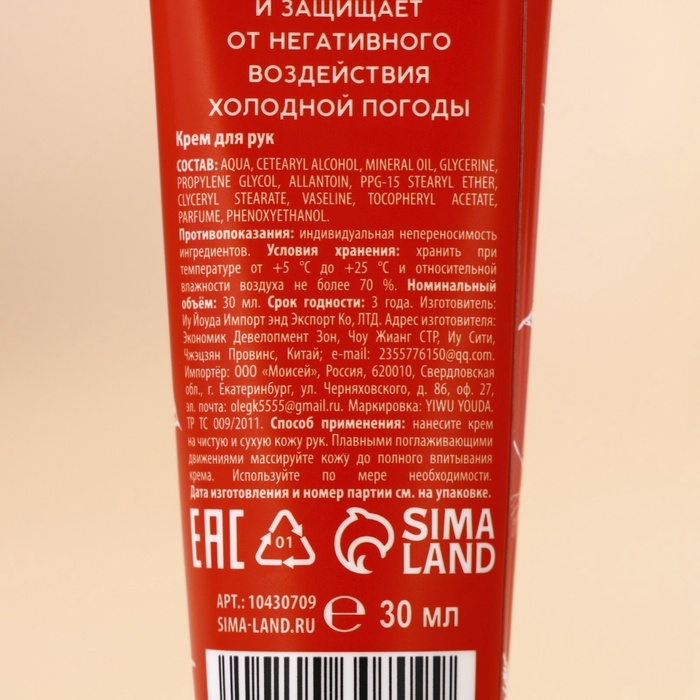 И ЗАЩИЩАЕТ
ОТ НЕГАТИВНОГО
ВОЗДЕЙСТВИЯ
ХОЛОДНОЙ ПОГОДЫ
Крем для рук
СОСТАВ: AQUA, CETEARYL ALCOHOL, MINERAL OIL, GLYCERINE,
PROPYLENE GLYCOL, ALLANTOIN, PPG-15 STEARYL ETHER,
CLYCERYL STEARATE, VASELINE, TOCOPHERYL ACETATE,
PARFUME, PHENOXYETHANOL.
Противопоказания: индивидуальная непереносимость
ингредиентов. Условия хранения: хранить при
температуре от +5 °C до +25 °C и относительной
влажности воздуха не более 70 %. Номинальный
объём: 30 мл. Срок годности: 3 года. Изготовитель:
Иу Йоуда Импорт энд Экспорт Ко, ЛТД. Адрес изготовителя:
Экономик Девелопмент Зон, Чоу Жианг СТР, Иу Сити,
Чжэцзян Провинс, Китай; e-mail: 2355776150@qq.com.
Импортёр: ООО «Моисей», Россия, 620010, Свердловская
обл., г. Екатеринбург, ул. Черняховского, д. 86, оф. 27,
эл. почта: olegk5555@gmail.ru. Маркировка: YIWU YOUDA.
ТР ТС 009/2011. Способ применения: нанесите крем
на чистую и сухую кожу рук. Плавными поглаживающими
движениями массируйте кожу до полного впитывания
крема. Используйте по мере необходимости.
Дата изготовления и номер партии см. на упаковке.
EAC 01 SIMA
LAND
АРТ.: 10430709
SIMA-LAND.RU
℮ 30 мл